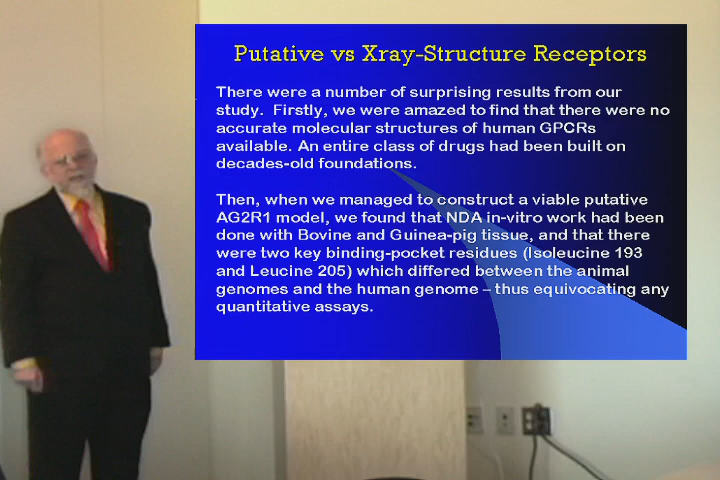 Putative vs Xray-Structure Receptors
There were a number of surprising results from our
study. Firstly, we were amazed to find that there were no
accurate molecular structures of human GPCRs
available. An entire class of drugs had been built on
decades-old foundations.
Then, when we managed to construct a viable putative
AG2R1 model, we found that NDA in-vitro work had been
done with Bovine and Guinea-pig tissue, and that there
were two key binding-pocket residues (Isoleucine 193
and Leucine 205) which differed between the animal
genomes and the human genome – thus equivocating any
quantitative assays.